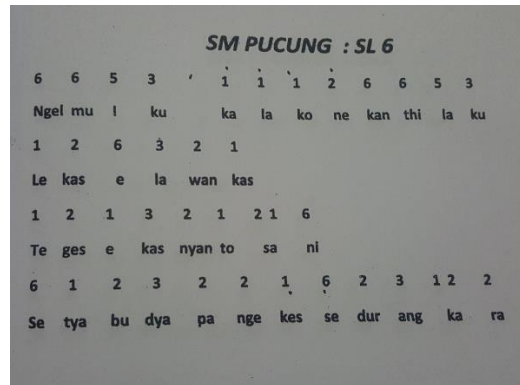 SM PUCUNG : SL 6
6 6 5 3 ' 1̇ 1̇ 1̇ 2̇ 6 6 5 3
Ngel mu I ku ka la ko ne kan thi la ku
1 2 6 3 2 1
Le kas e la wan kas
1 2 1 3 2 1 2 1 6
Te ges e kas nyan to sa ni
6 1 2 3 2 2 1̣ 6̣ 2 3 1 2 2
Se tya bu dya pa nge kes se dur ang ka ra